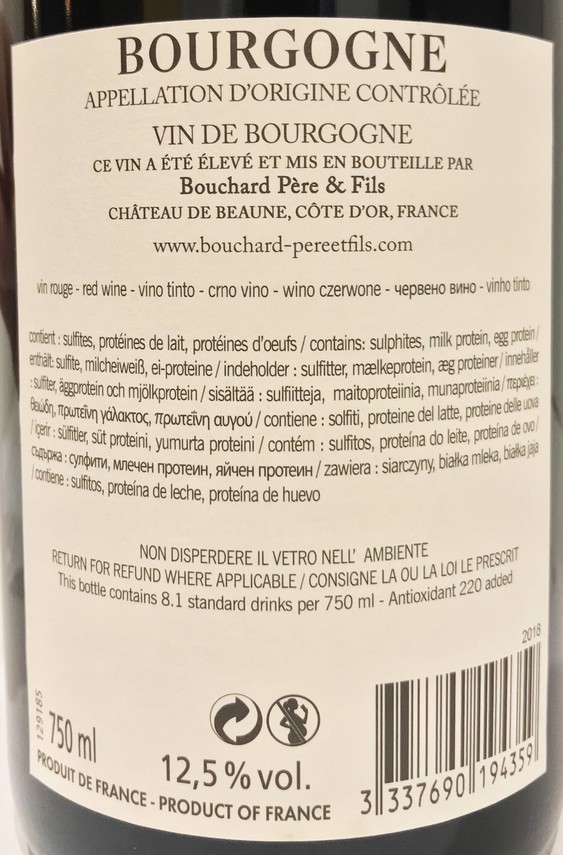 BOURGOGNE
APPELLATION D'ORIGINE CONTRÔLÉE
VIN DE BOURGOGNE
CE VIN A ÉTÉ ÉLEVÉ ET MIS EN BOUTEILLE PAR
Bouchard Père & Fils
CHÂTEAU DE BEAUNE, CÔTE D'OR, FRANCE
www.bouchard-pereetfils.com
vin rouge - red wine - vino tinto - crno vino - wino czerwone - червено вино - vinho tinto
contient : sulfites, protéines de lait, protéines d'oeufs / contains: sulphites, milk protein, egg protein /
enthält: sulfite, milcheiweiß, ei-proteine / indeholder : sulfitter, mælkeprotein, æg proteiner / innehåller
: sulfiter, äggprotein och mjölkprotein / sisältää : sulfiitteja, maitoproteiinia, munaproteiinia / περιέχει :
θειώδη, πρωτεΐνη γάλακτος, πρωτεΐνη αυγού / contiene : solfiti, proteine del latte, proteine delle uova
/ içerir : sülfitler, süt proteini, yumurta proteini / contém : sulfitos, proteína do leite, proteína de ovo /
съдържа : сулфити, млечен протеин, яйчен протеин / zawiera : siarczyny, białka mleka, białka jaja
/ contiene : sulfitos, proteína de leche, proteína de huevo
NON DISPERDERE IL VETRO NELL' AMBIENTE
RETURN FOR REFUND WHERE APPLICABLE / CONSIGNE LA OU LA LOI LE PRESCRIT
This bottle contains 8.1 standard drinks per 750 ml - Antioxidant 220 added
2018
129185
750 ml
12,5 % vol.
PRODUIT DE FRANCE - PRODUCT OF FRANCE
3 337690 194359